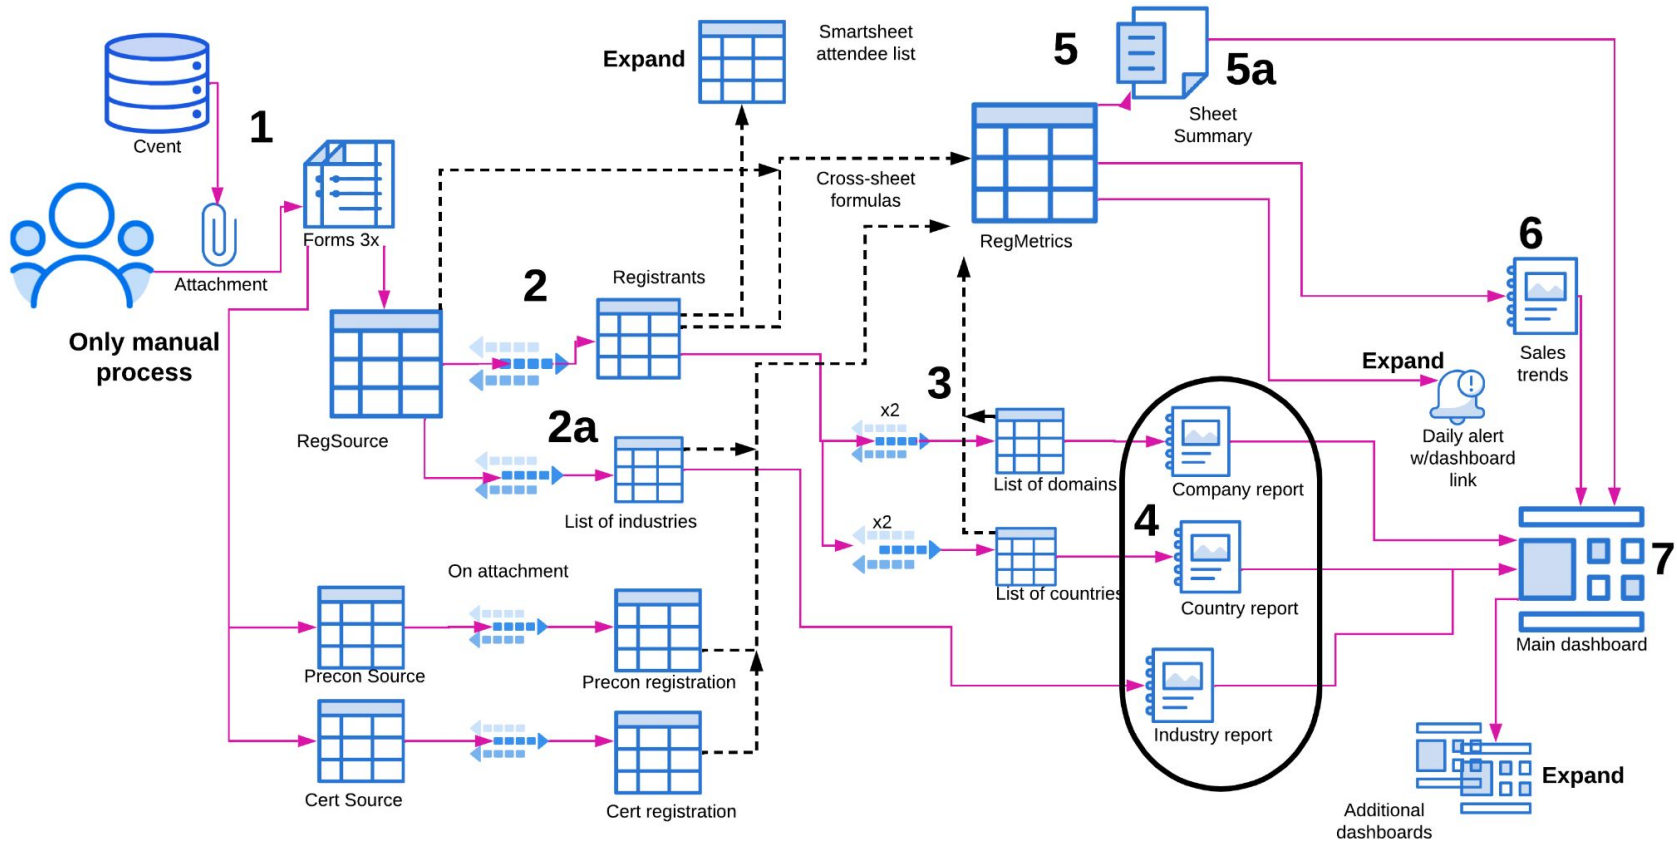 Cvent
1
Forms 3x
Attachment
Only manual
process
RegSource
2
Registrants
2a
List of industries
On attachment
Precon Source
Precon registration
Cert Source
Cert registration
Expand
Smartsheet
attendee list
Cross-sheet
formulas
5
5a
Sheet
Summary
RegMetrics
3
x2
List of domains
x2
List of countries
4
Company report
Country report
Industry report
6
Sales
trends
Expand
Daily alert
w/dashboard
link
7
Main dashboard
Expand
Additional
dashboards